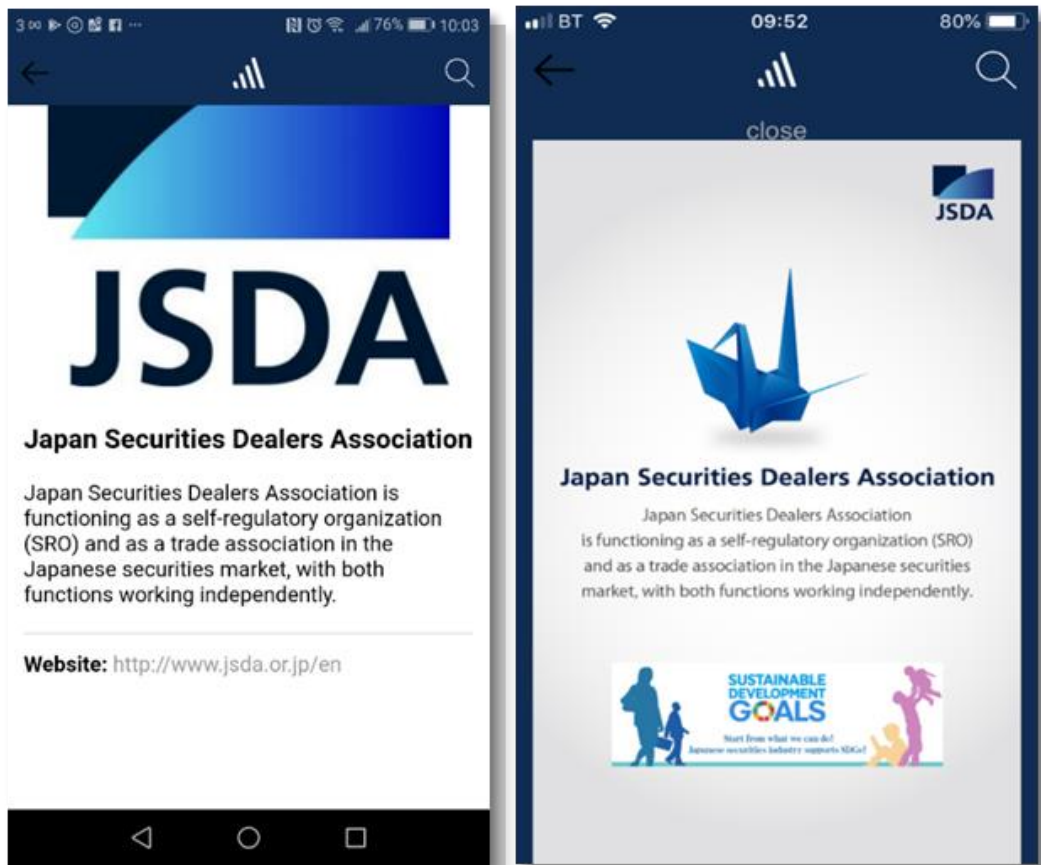 3
76% 10:03
JSDA
Japan Securities Dealers Association
Japan Securities Dealers Association is
functioning as a self-regulatory organization
(SRO) and as a trade association in the
Japanese securities market, with both
functions working independently.
Website: http://www.jsda.or.jp/en
BT 09:52 80%
close
JSDA
Japan Securities Dealers Association
Japan Securities Dealers Association
is functioning as a self-regulatory organization (SRO)
and as a trade association in the Japanese securities
market, with both functions working independently.
SUSTAINABLE
DEVELOPMENT
GOALS
Start from what we can do!
Japanese securities industry supports SDGs!